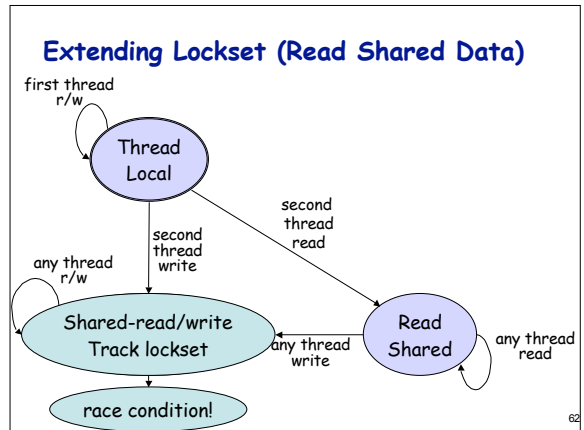 Extending Lockset (Read Shared Data)
first thread
r/w
Thread
Local
second
thread
read
second
thread
write
any thread
r/w
Shared-read/write
Track lockset
any thread
write
Read
Shared
any thread
read
race condition!
62